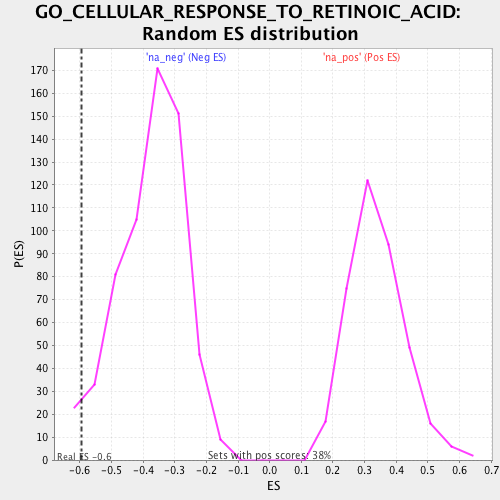 GO_CELLULAR_RESPONSE_TO_RETINOIC_ACID:
Random ES distribution
'na_neg' (Neg ES) 'na_pos' (Pos ES)
170
160
150
140
130
120
110
100
90
80
70
60
50
40
30
20
10
0
P(ES)
Real ES -0.6
Sets with pos scores: 38%
-0.6 -0.5 -0.4 -0.3 -0.2 -0.1 0.0 0.1 0.2 0.3 0.4 0.5 0.6 0.7
ES